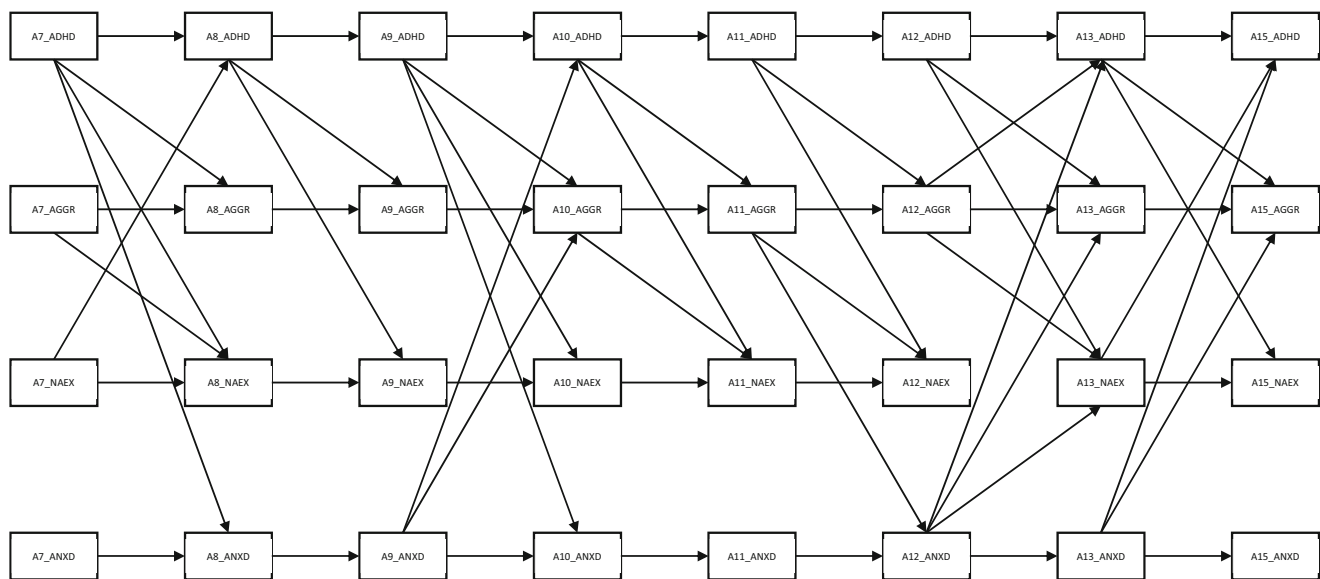 A7_ADHD A8_ADHD A9_ADHD A10_ADHD A11_ADHD A12_ADHD A13_ADHD A15_ADHD
A7_AGGR A8_AGGR A9_AGGR A10_AGGR A11_AGGR A12_AGGR A13_AGGR A15_AGGR
A7_NAEX A8_NAEX A9_NAEX A10_NAEX A11_NAEX A12_NAEX A13_NAEX A15_NAEX
A7_ANXD A8_ANXD A9_ANXD A10_ANXD A11_ANXD A12_ANXD A13_ANXD A15_ANXD